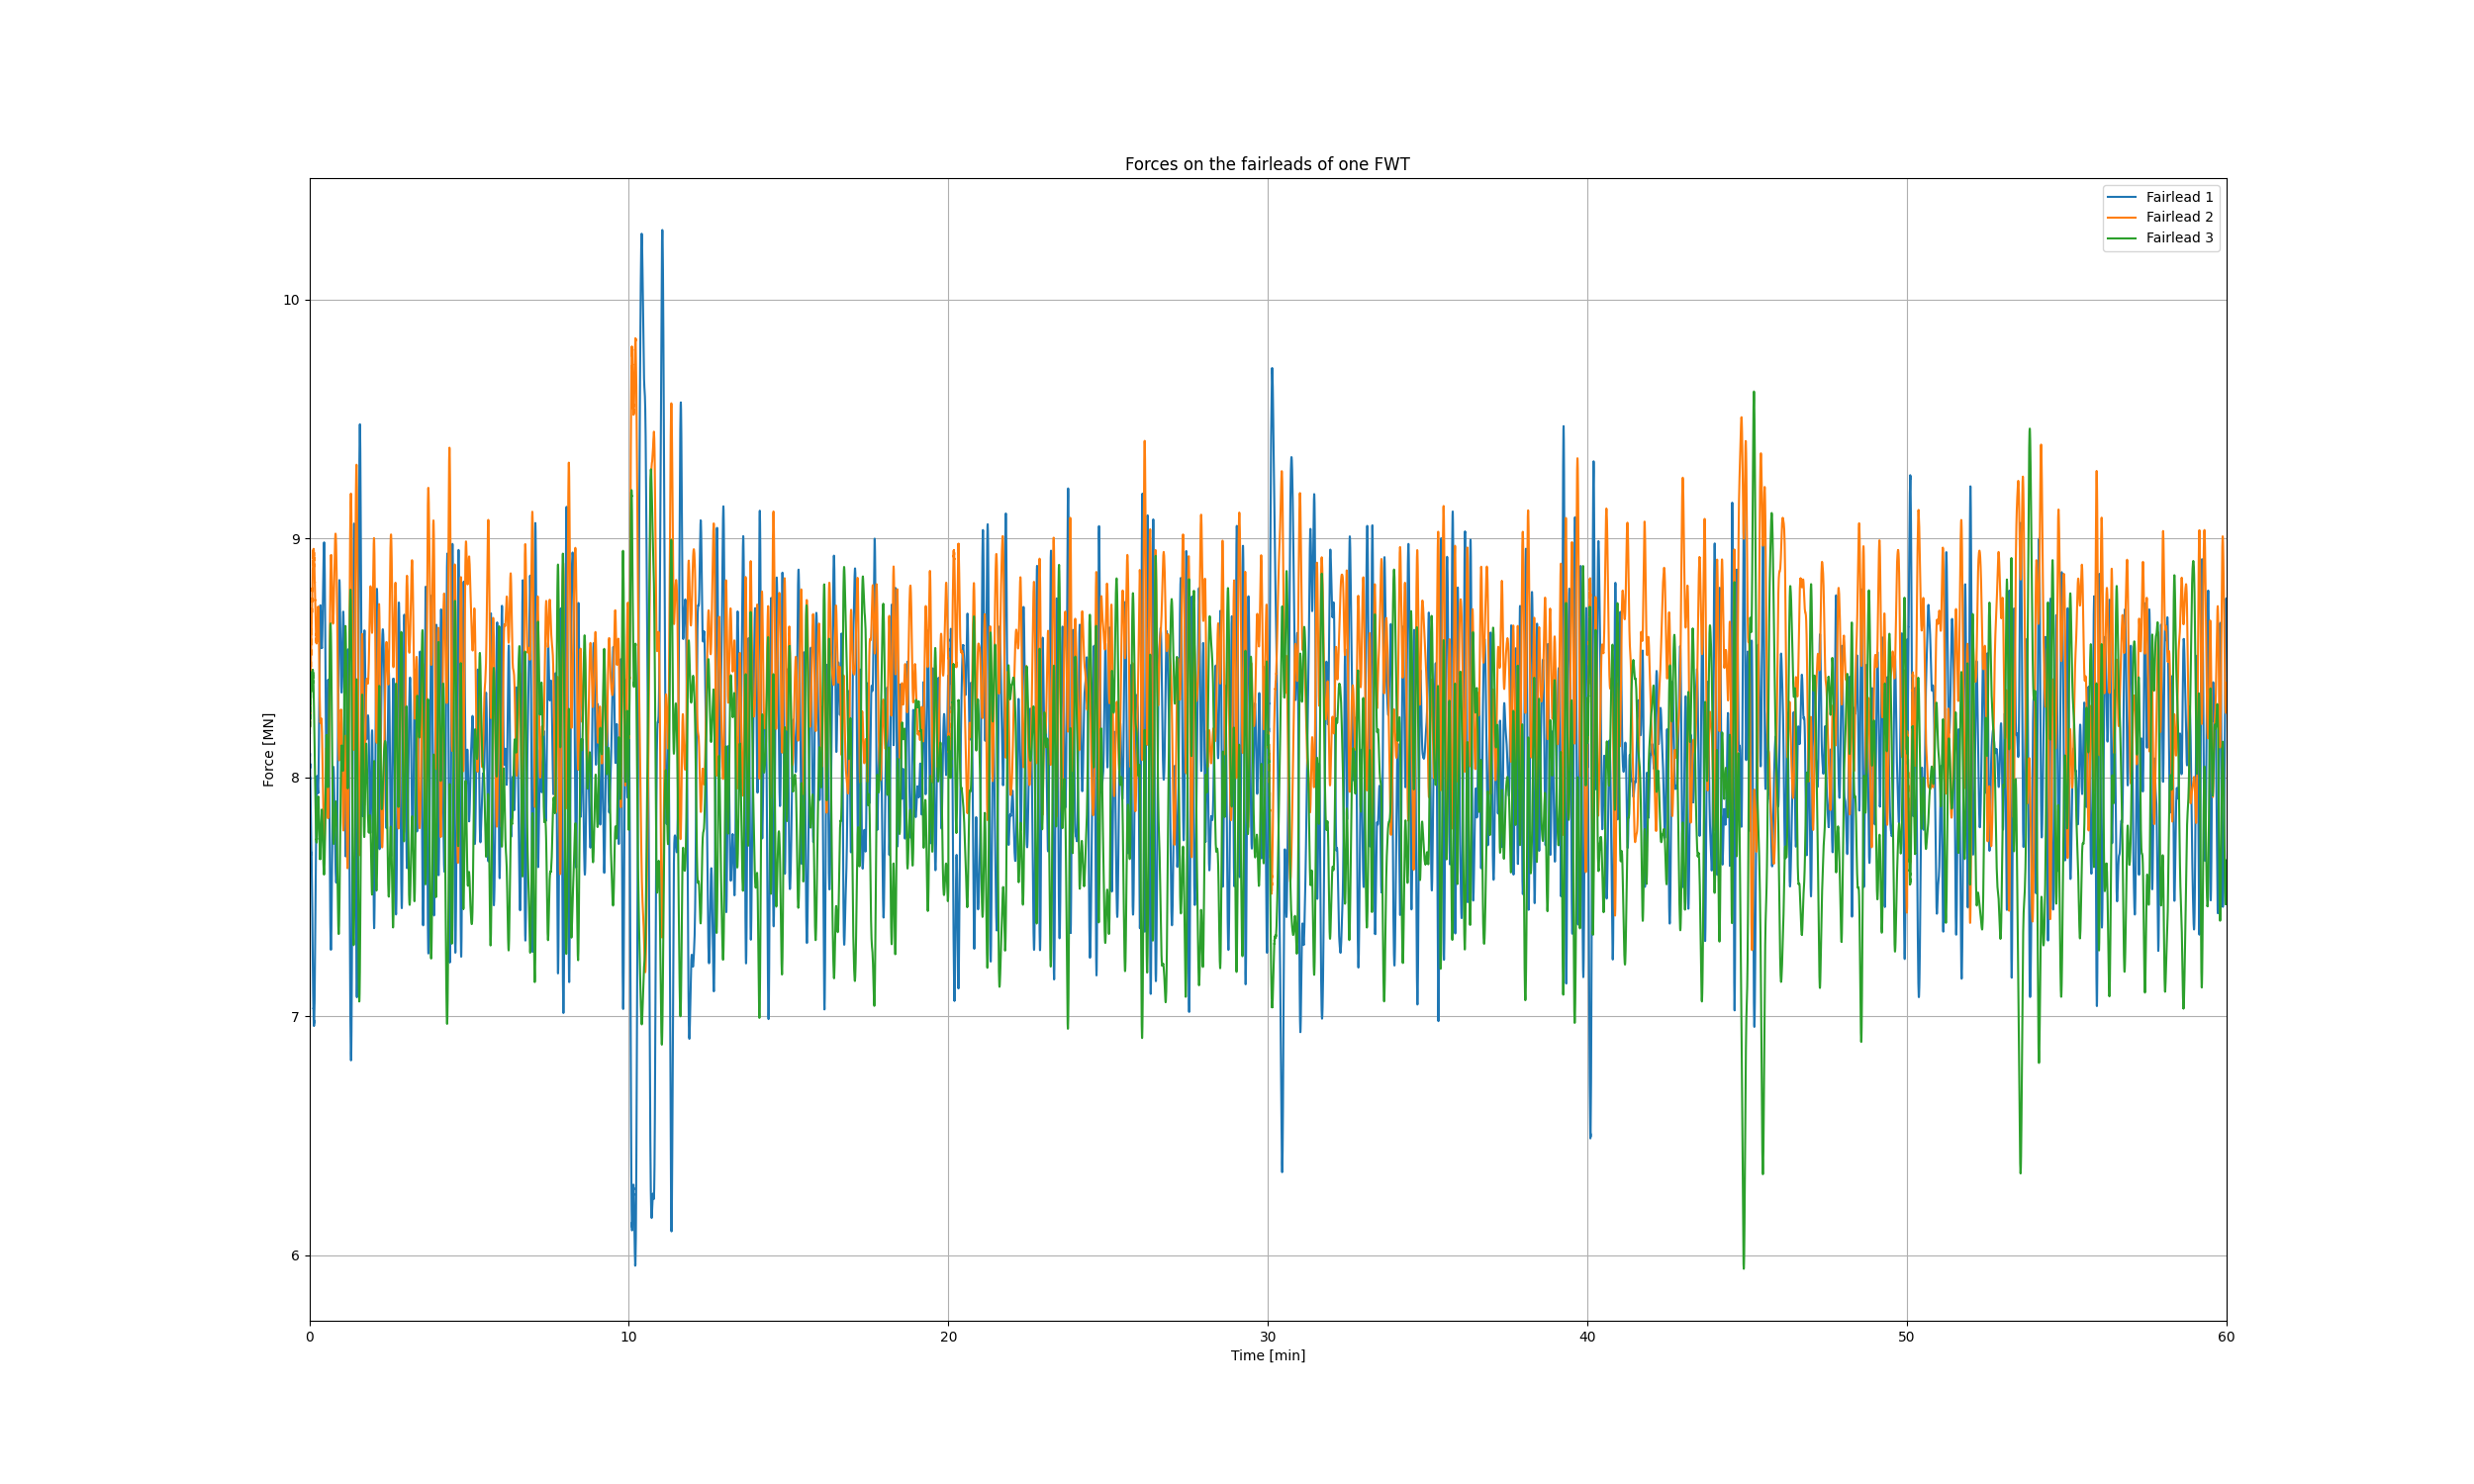 Forces on the fairleads of one FWT
Fairlead 1
Fairlead 2
Fairlead 3
Force [MN]
10
9
8
7
6
0 10 20 30 40 50 60
Time [min]